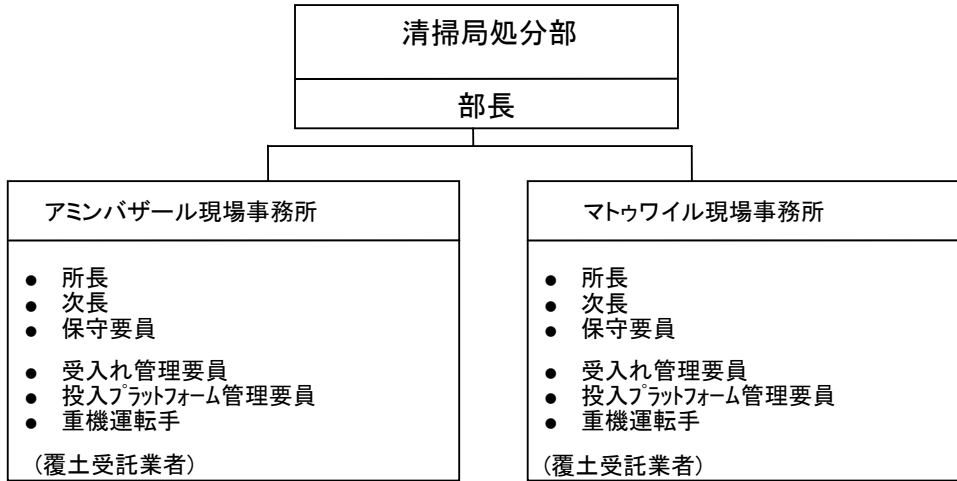 清掃局処分部
部長
アミンバザール現場事務所
● 所長
● 次長
● 保守要員
● 受入れ管理要員
● 投入ﾌﾟﾗｯﾄﾌｫｰﾑ管理要員
● 重機運転手
(覆土受託業者)
マトゥワイル現場事務所
● 所長
● 次長
● 保守要員
● 受入れ管理要員
● 投入ﾌﾟﾗｯﾄﾌｫｰﾑ管理要員
● 重機運転手
(覆土受託業者)